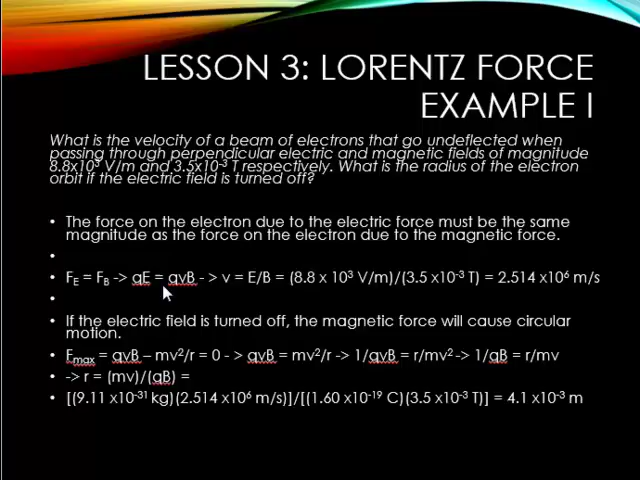 LESSON 3: LORENTZ FORCE
EXAMPLE I
What is the velocity of a beam of electrons that go undeflected when
passing through perpendicular electric and magnetic fields of magnitude
8.8x10³ V/m and 3.5x10⁻³ T respectively. What is the radius of the electron
orbit if the electric field is turned off?
• The force on the electron due to the electric force must be the same
magnitude as the force on the electron due to the magnetic force.
•
• F_E = F_B -> qE = qvB - > v = E/B = (8.8 x 10³ V/m)/(3.5 x10⁻³ T) = 2.514 x10⁶ m/s
•
• If the electric field is turned off, the magnetic force will cause circular
motion.
• F_max = qvB – mv²/r = 0 - > qvB = mv²/r -> 1/qvB = r/mv² -> 1/qB = r/mv
• -> r = (mv)/(qB) =
• [(9.11 x10⁻³¹ kg)(2.514 x10⁶ m/s)]/[(1.60 x10⁻¹⁹ C)(3.5 x10⁻³ T)] = 4.1 x10⁻³ m